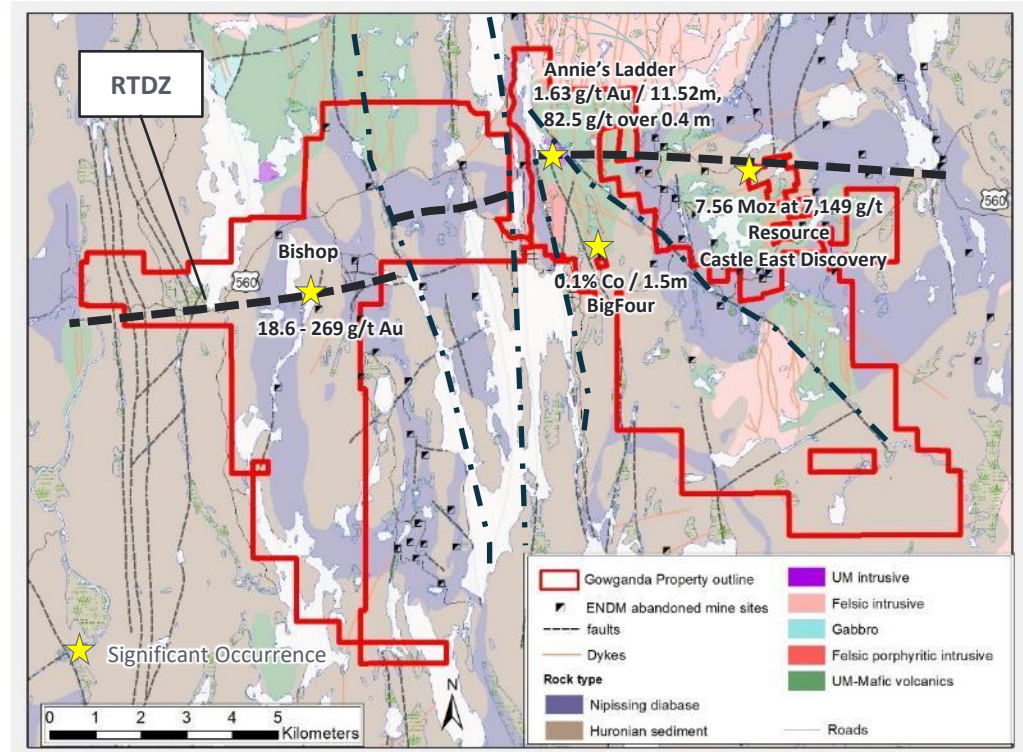 RTDZ
Annie's Ladder
1.63 g/t Au / 11.52m,
82.5 g/t over 0.4 m
560
7.56 Moz at 7,149 g/t
Resource
Castle East Discovery
Bishop
560
18.6 - 269 g/t Au
0.1% Co / 1.5m
BigFour
Significant Occurrence
N
0 1 2 3 4 5
Kilometers
Gowganda Property outline
ENDM abandoned mine sites
faults
Dykes
Rock type
Nipissing diabase
Huronian sediment
UM intrusive
Felsic intrusive
Gabbro
Felsic porphyritic intrusive
UM-Mafic volcanics
Roads